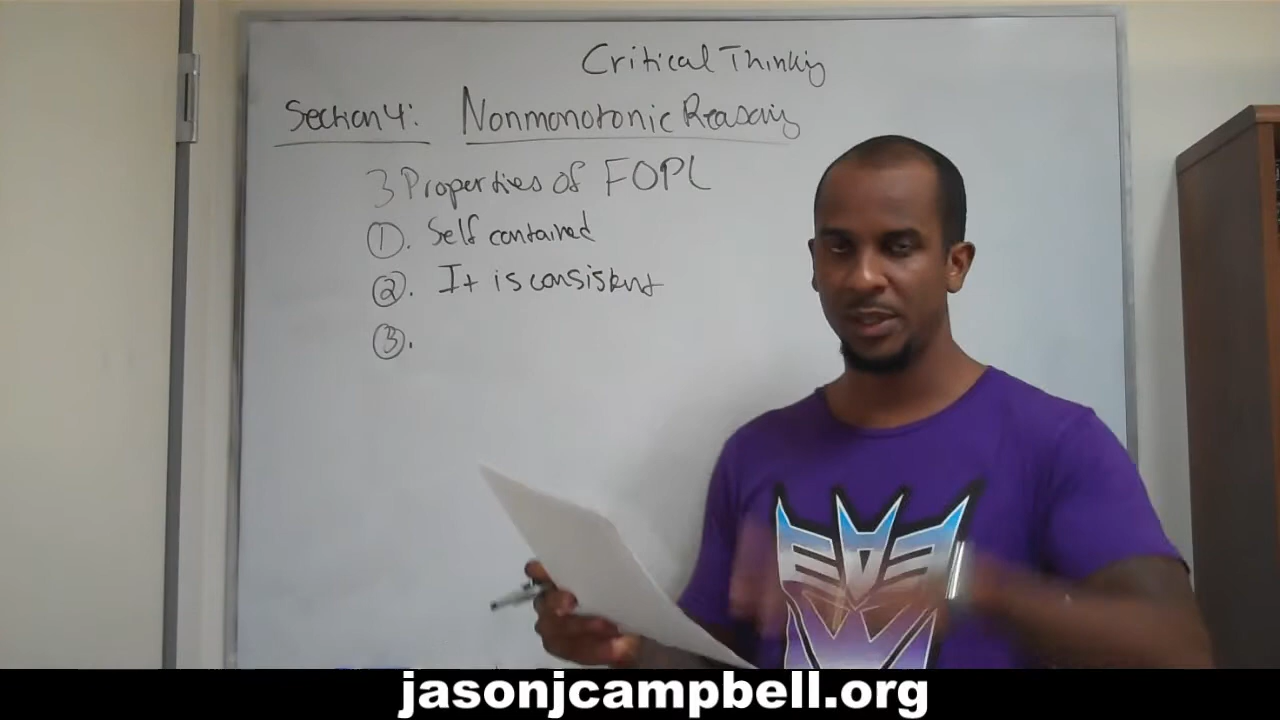 Critical Thinking
Section 4: Nonmonotonic Reasoning
3 Properties of FOPL
①. Self contained
②. It is consistent
③.
jasonjcampbell.org